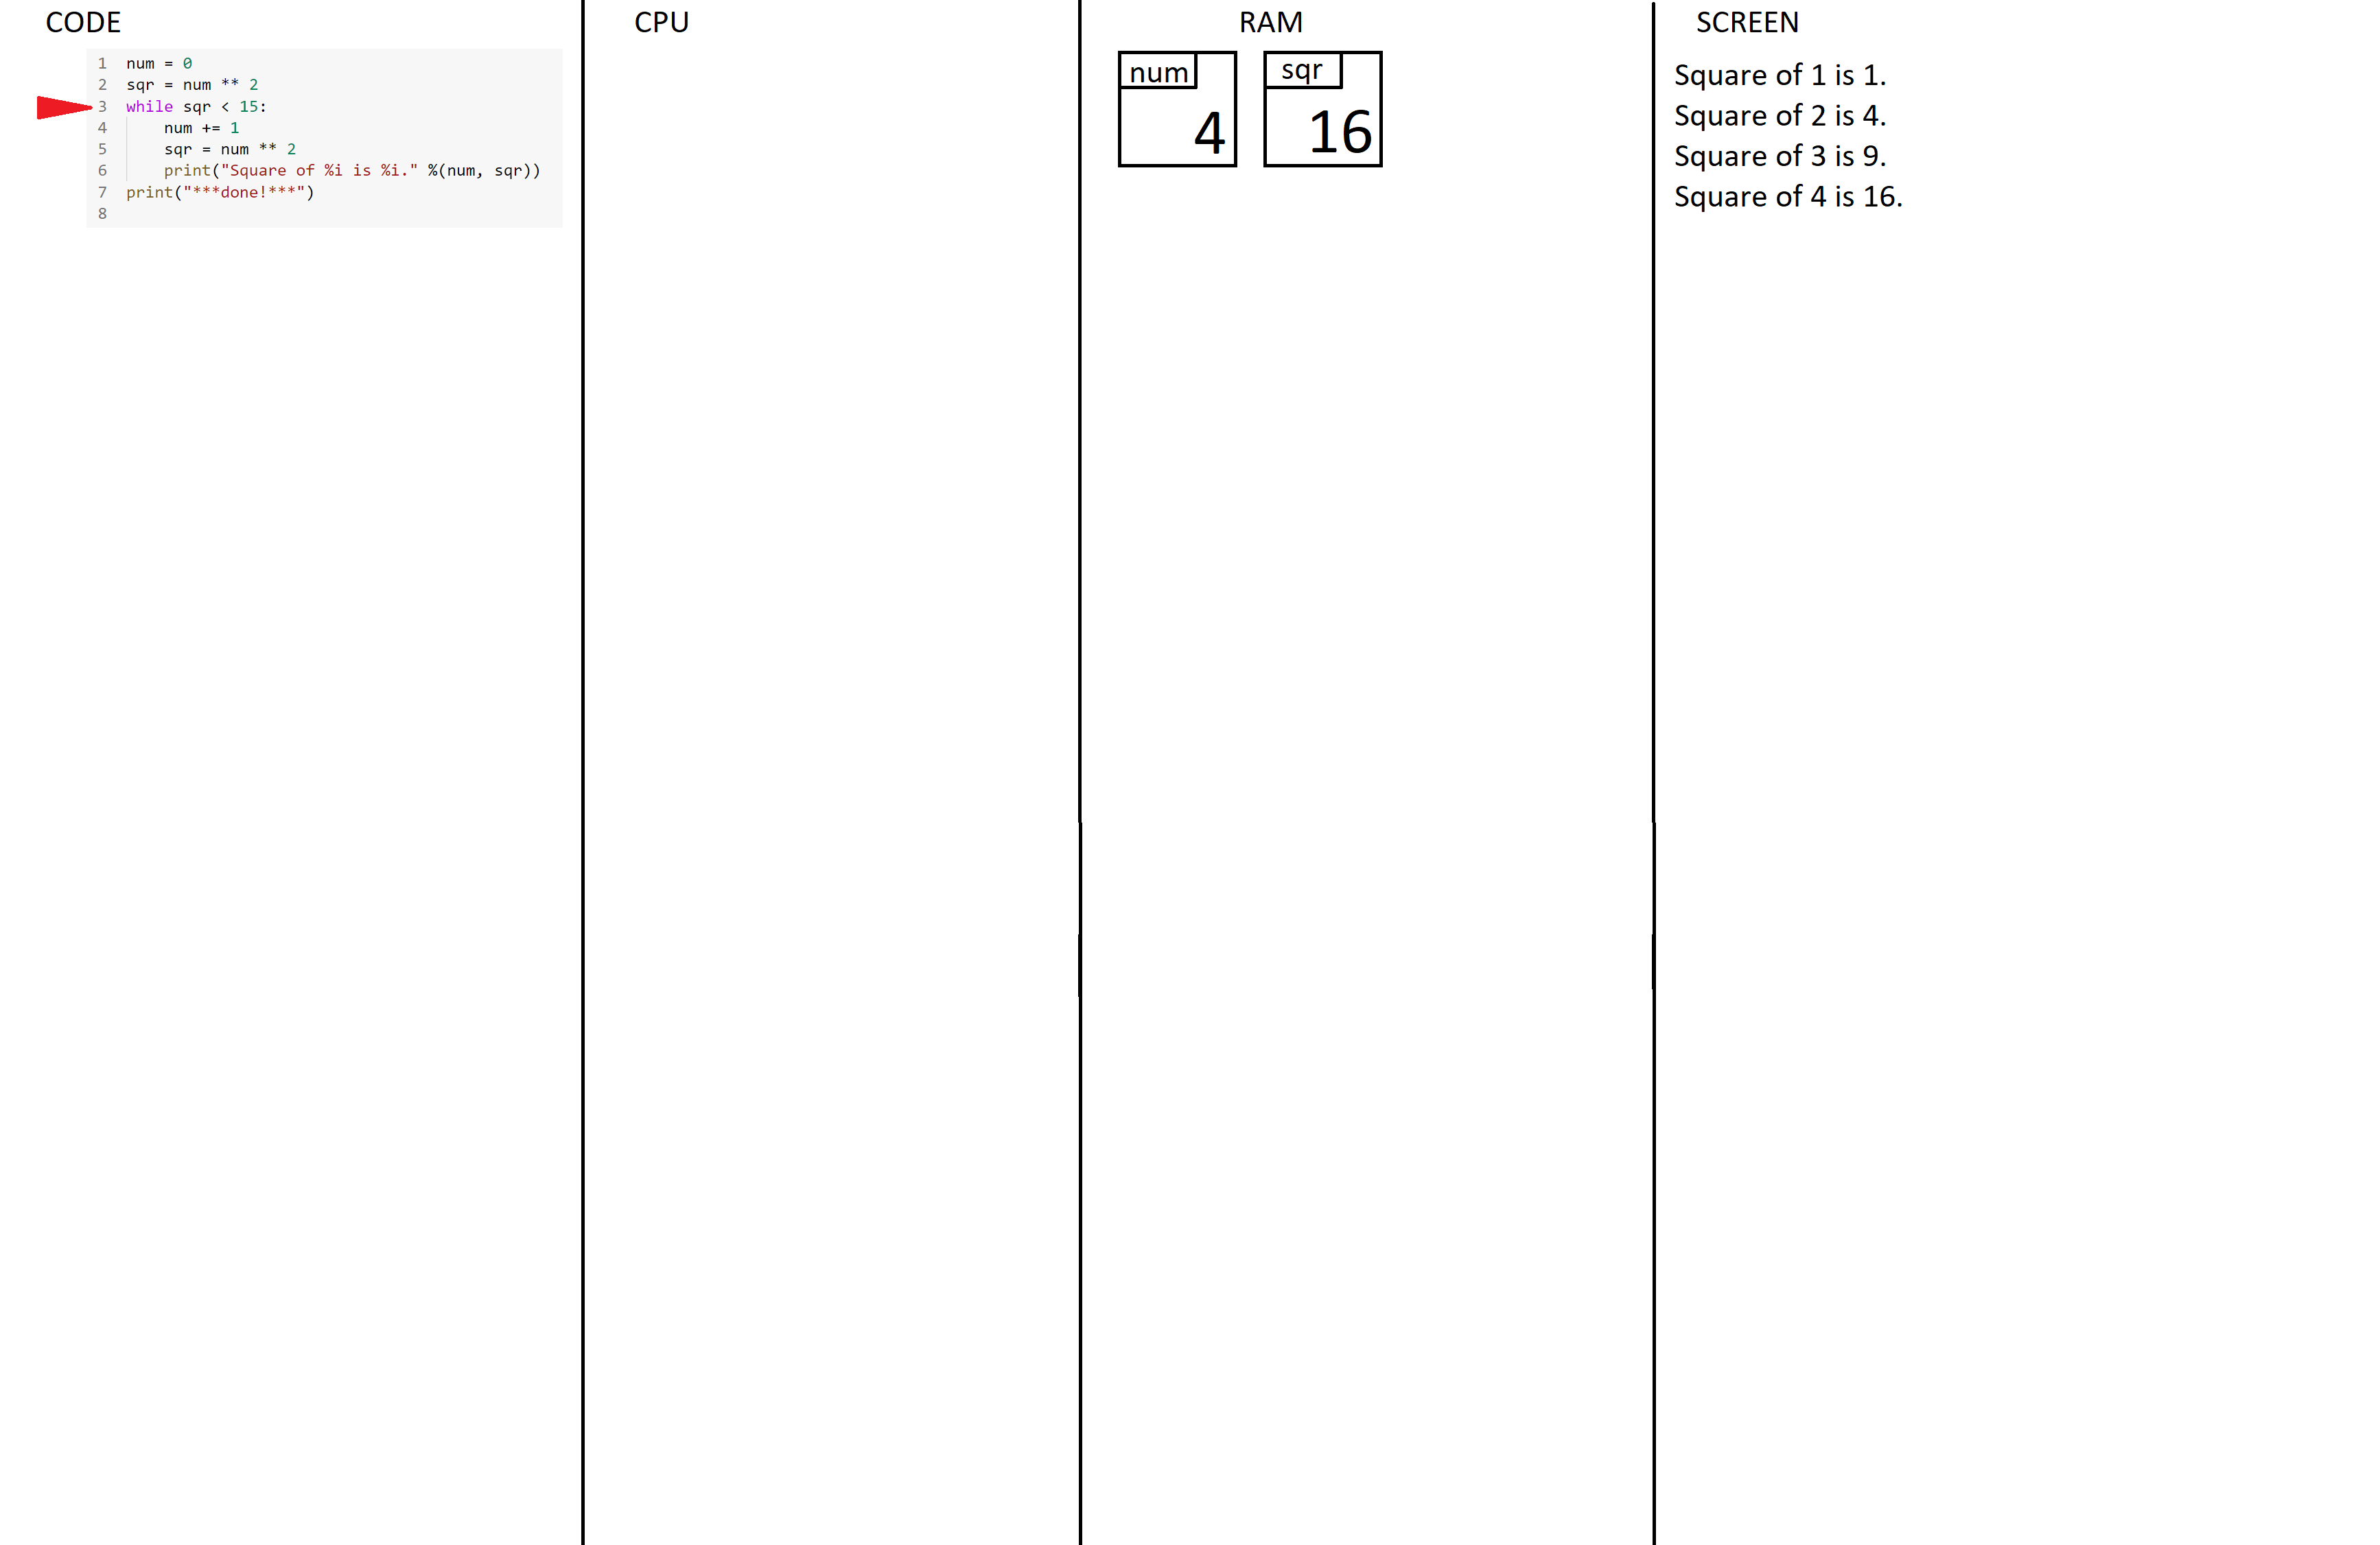 CODE
1 num = 0
2 sqr = num ** 2
3 while sqr < 15:
4     num += 1
5     sqr = num ** 2
6     print("Square of %i is %i." %(num, sqr))
7 print("***done!***")
8
CPU
RAM
num
4
sqr
16
SCREEN
Square of 1 is 1.
Square of 2 is 4.
Square of 3 is 9.
Square of 4 is 16.